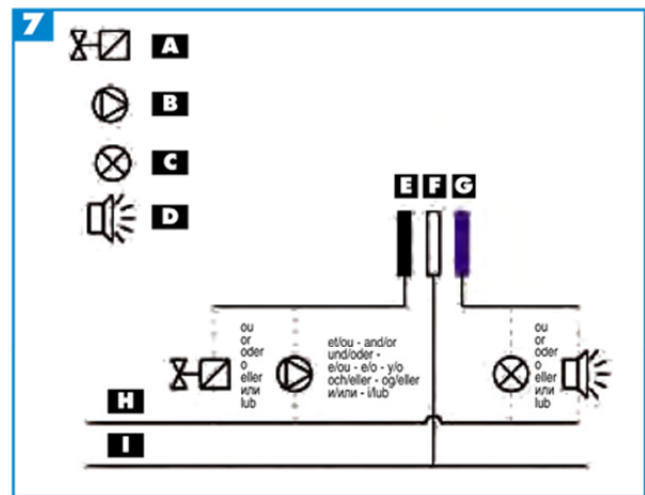 7
A
B
C
D
E F G
ou
or
oder
o
eller
или
lub
et/ou - and/or
und/oder -
e/ou - e/o - y/o
och/eller - og/eller
и/или - i/lub
ou
or
oder
o
eller
или
lub
H
I